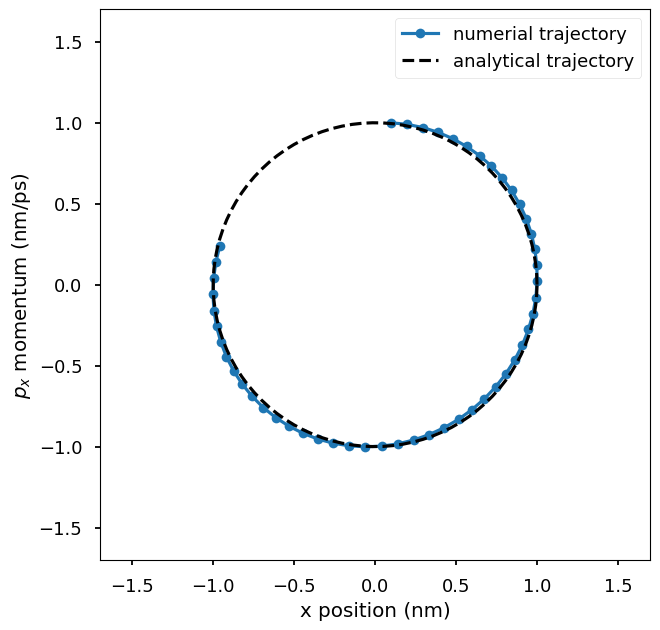 numerial trajectory
analytical trajectory
1.5
1.0
0.5
0.0
−0.5
−1.0
−1.5
pₓ momentum (nm/ps)
−1.5 −1.0 −0.5 0.0 0.5 1.0 1.5
x position (nm)